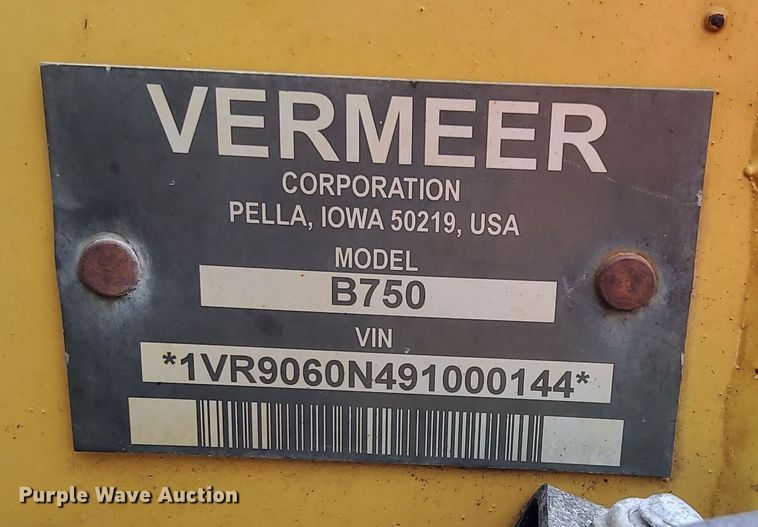 VERMEER
CORPORATION
PELLA, IOWA 50219, USA
MODEL
B750
VIN
*1VR9060N491000144*
Purple Wave Auction